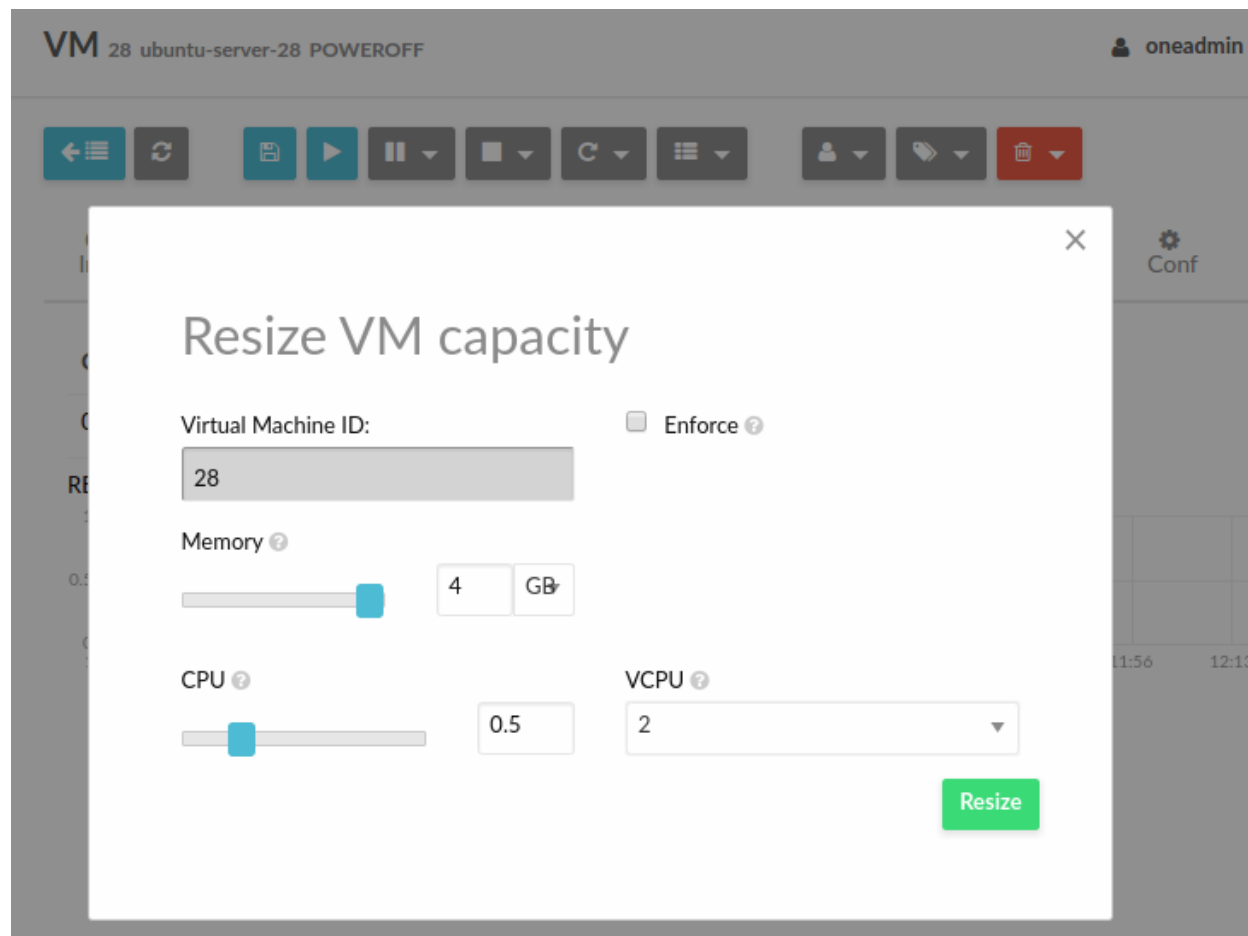 VM 28 ubuntu-server-28 POWEROFF
oneadmin
Conf
Resize VM capacity
Virtual Machine ID:
Enforce
28
Memory
4 GB
CPU
VCPU
0.5
2
11:56 12:13
Resize